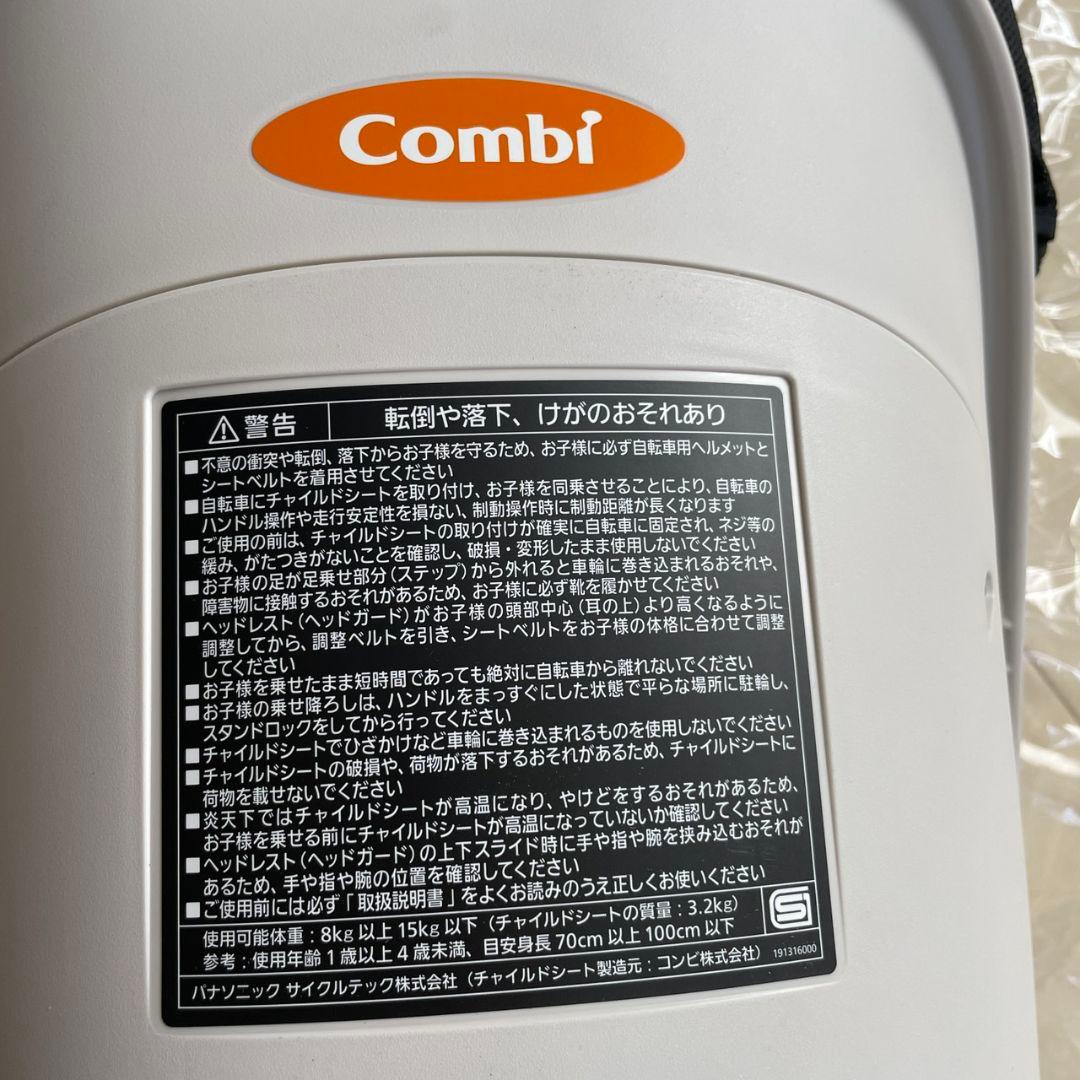 Combi
警告
転倒や落下、けがのおそれあり
■不意の衝突や転倒、落下からお子様を守るため、お子様に必ず自転車用ヘルメットと
シートベルトを着用させてください
■自転車にチャイルドシートを取り付け、お子様を同乗させることにより、自転車の
ハンドル操作や走行安定性を損ない、制動操作時に制動距離が長くなります
■ご使用の前は、チャイルドシートの取り付けが確実に自転車に固定され、ネジ等の
緩み、がたつきがないことを確認し、破損・変形したまま使用しないでください
■お子様の足が足乗せ部分（ステップ）から外れると車輪に巻き込まれるおそれや、
障害物に接触するおそれがあるため、お子様に必ず靴を履かせてください
■ヘッドレスト（ヘッドガード）がお子様の頭部中心（耳の上）より高くなるように
調整してから、調整ベルトを引き、シートベルトをお子様の体格に合わせて調整
してください
■お子様を乗せたまま短時間であっても絶対に自転車から離れないでください
■お子様の乗せ降ろしは、ハンドルをまっすぐにした状態で平らな場所に駐輪し、
スタンドロックをしてから行ってください
■チャイルドシートでひざかけなど車輪に巻き込まれるものを使用しないでください
■チャイルドシートの破損や、荷物が落下するおそれがあるため、チャイルドシートに
荷物を載せないでください
■炎天下ではチャイルドシートが高温になり、やけどをするおそれがあるため、
お子様を乗せる前にチャイルドシートが高温になっていないか確認してください
■ヘッドレスト（ヘッドガード）の上下スライド時に手や指や腕を挟み込むおそれが
あるため、手や指や腕の位置を確認してください
■ご使用前には必ず「取扱説明書」をよくお読みのうえ正しくお使いください
使用可能体重：8kg以上15kg以下（チャイルドシートの質量：3.2kg）
参考：使用年齢1歳以上4歳未満、目安身長70cm以上100cm以下
パナソニック サイクルテック株式会社（チャイルドシート製造元：コンビ株式会社）
191316000